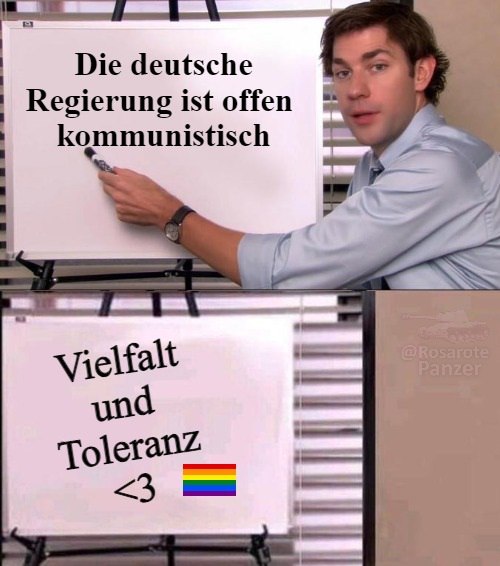 Die deutsche
Regierung ist offen
kommunistisch
Vielfalt
und
Toleranz
<3
@Rosarote
Panzer